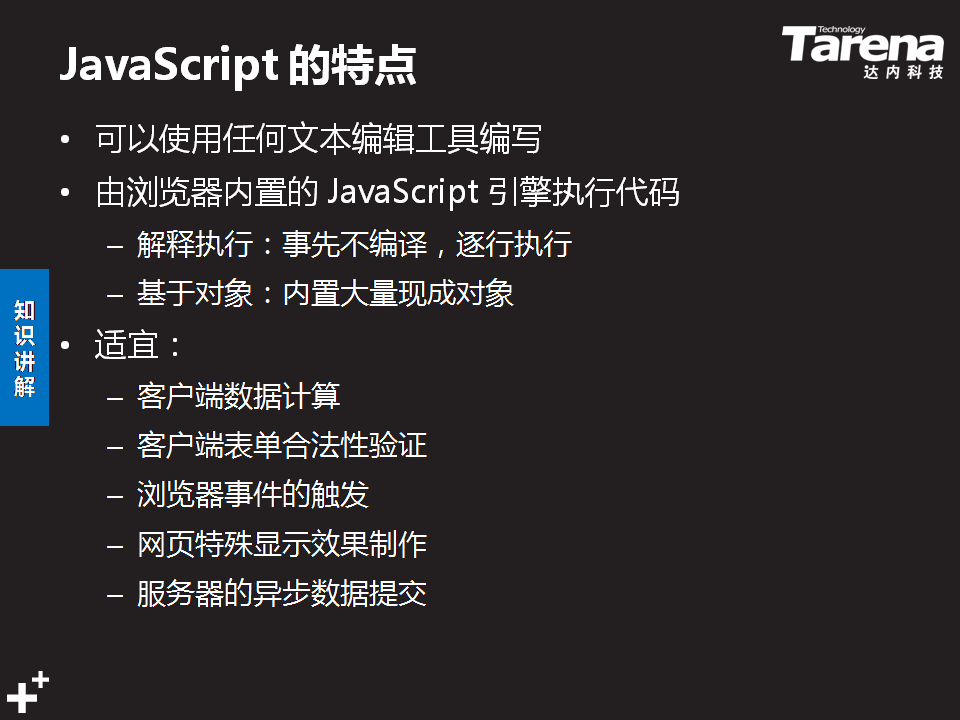 JavaScript 的特点
Technology
Tarena
达内科技
• 可以使用任何文本编辑工具编写
• 由浏览器内置的 JavaScript 引擎执行代码
– 解释执行：事先不编译，逐行执行
– 基于对象：内置大量现成对象
知识讲解
• 适宜：
– 客户端数据计算
– 客户端表单合法性验证
– 浏览器事件的触发
– 网页特殊显示效果制作
– 服务器的异步数据提交